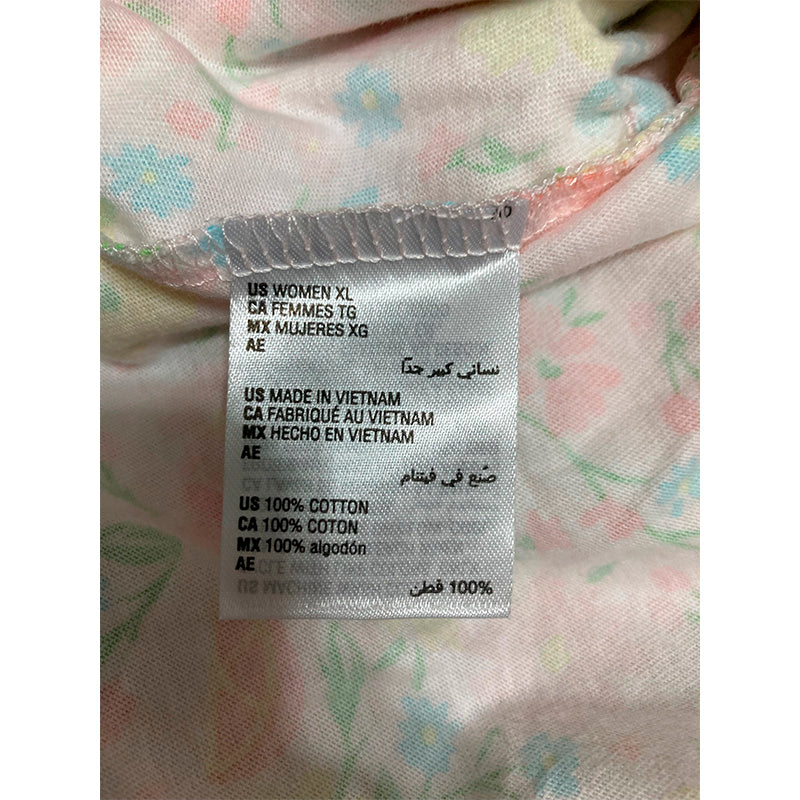 US WOMEN XL
CA FEMMES TG
MX MUJERES XG
AE
نسائي كبير جدًا
US MADE IN VIETNAM
CA FABRIQUÉ AU VIETNAM
MX HECHO EN VIETNAM
AE
صُنع في فيتنام
US 100% COTTON
CA 100% COTON
MX 100% algodón
AE
100% قطن